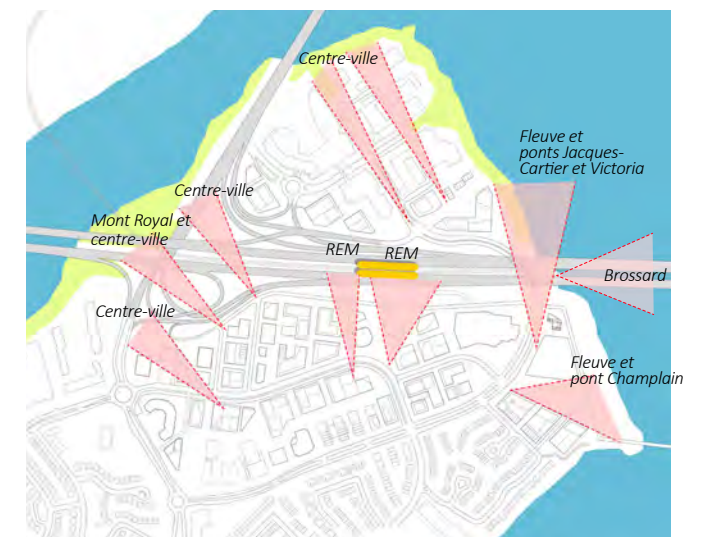 Centre-ville
Fleuve et
ponts Jacques-
Cartier et Victoria
Centre-ville
Mont Royal et
centre-ville
REM
REM
Brossard
Centre-ville
Fleuve et
pont Champlain